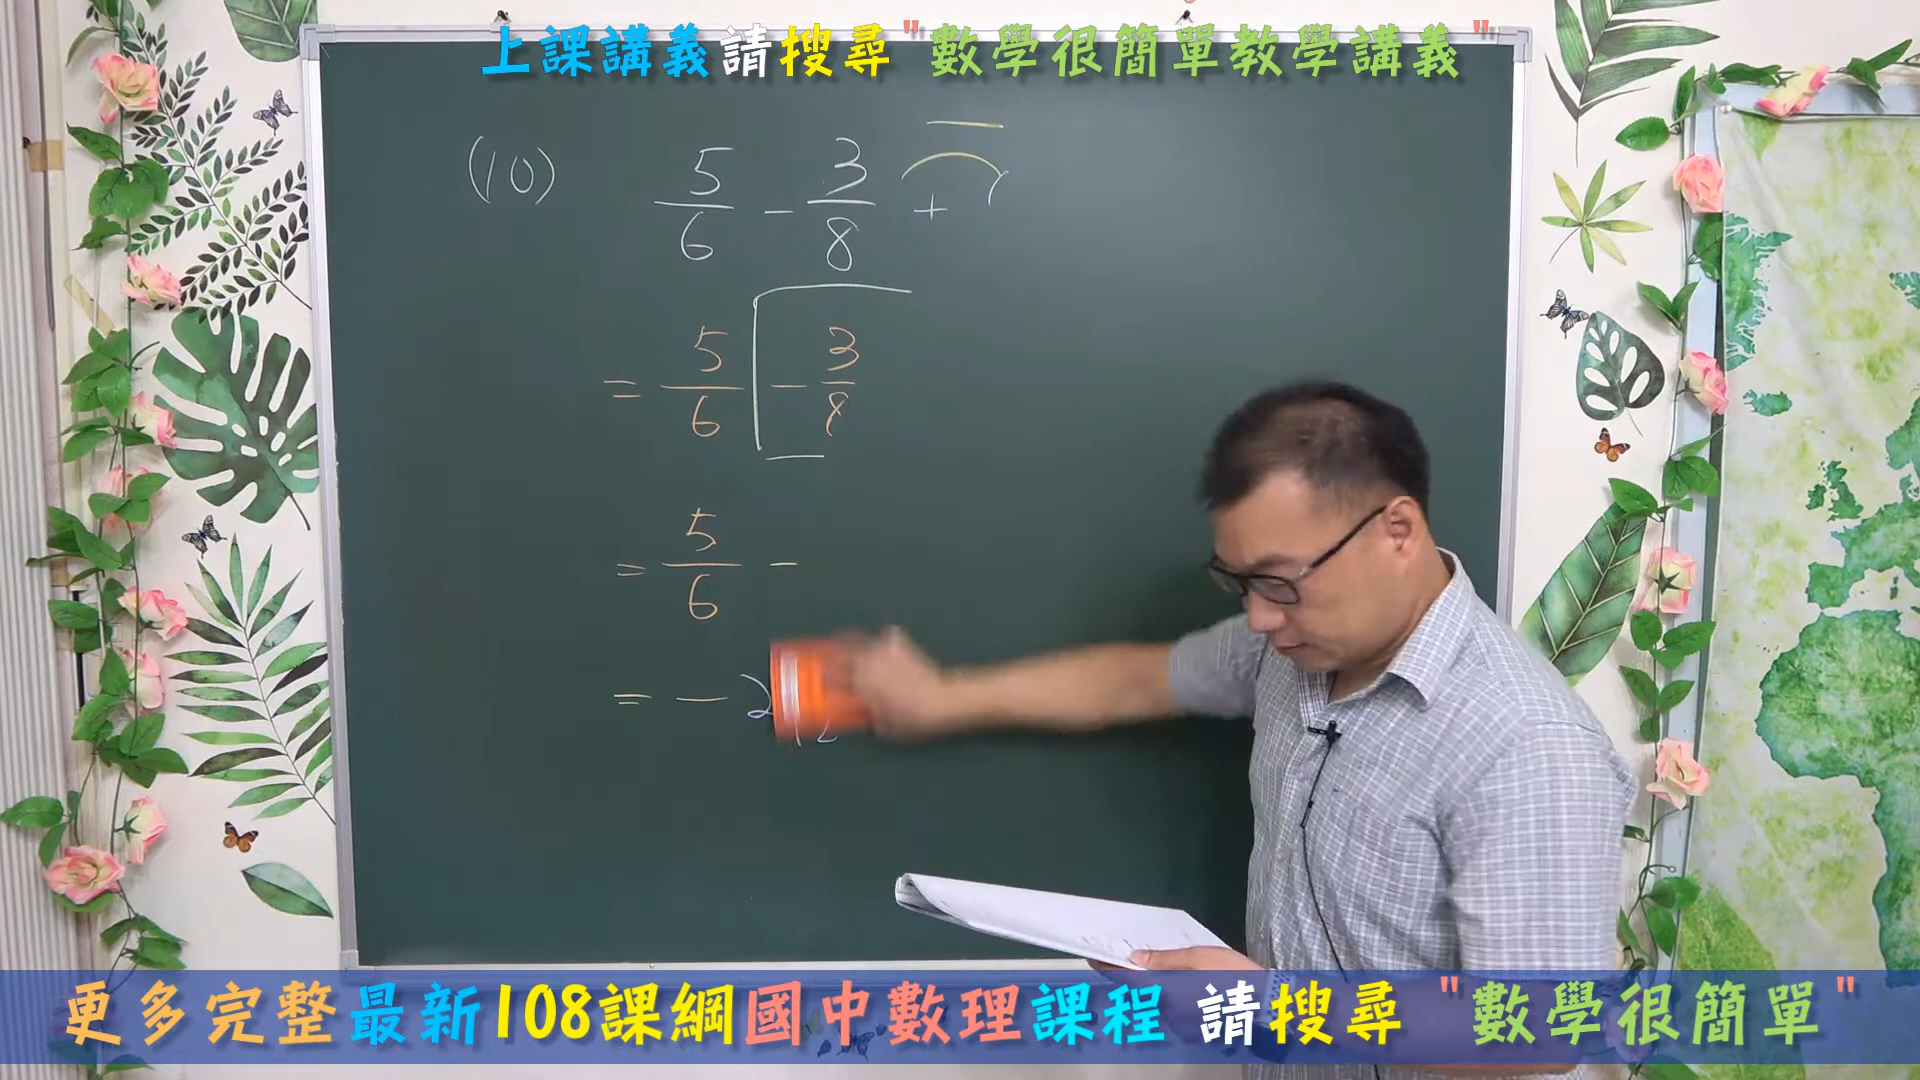 上課講義請搜尋"數學很簡單教學講義"
(10) 5/6 - 3/8 +
= 5/6 - 3/8
= 5/6 -
= - 2
更多完整最新108課綱國中數理課程 請搜尋 "數學很簡單"